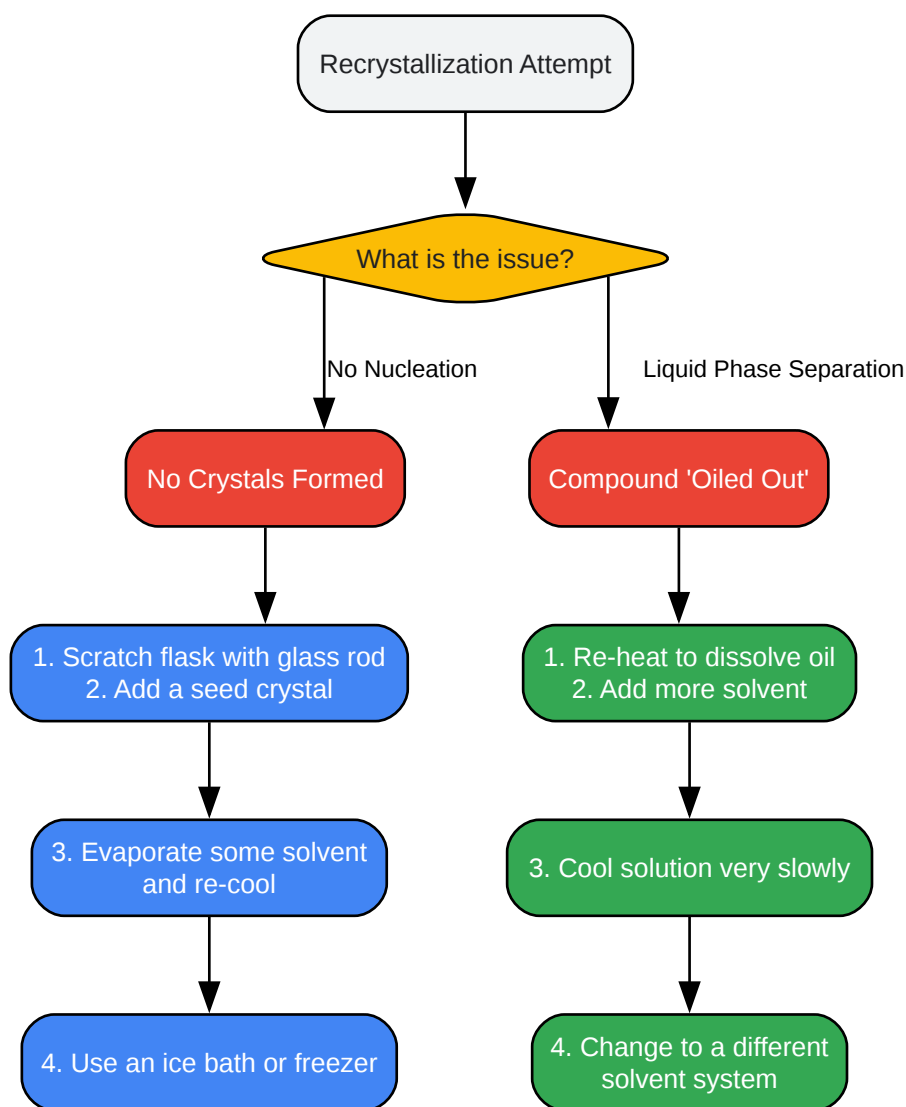 Recrystallization Attempt
What is the issue?
No Nucleation
Liquid Phase Separation
No Crystals Formed
Compound 'Oiled Out'
1. Scratch flask with glass rod
2. Add a seed crystal
1. Re-heat to dissolve oil
2. Add more solvent
3. Evaporate some solvent
and re-cool
3. Cool solution very slowly
4. Use an ice bath or freezer
4. Change to a different
solvent system